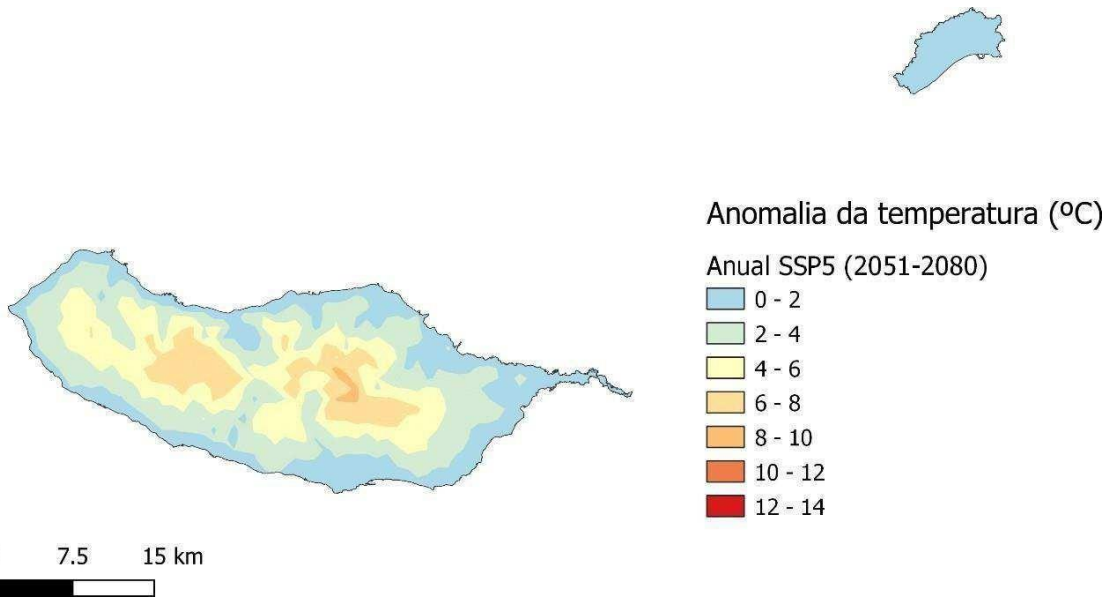 Anomalia da temperatura (ºC)
Anual SSP5 (2051-2080)
0 - 2
2 - 4
4 - 6
6 - 8
8 - 10
10 - 12
12 - 14
7.5 15 km